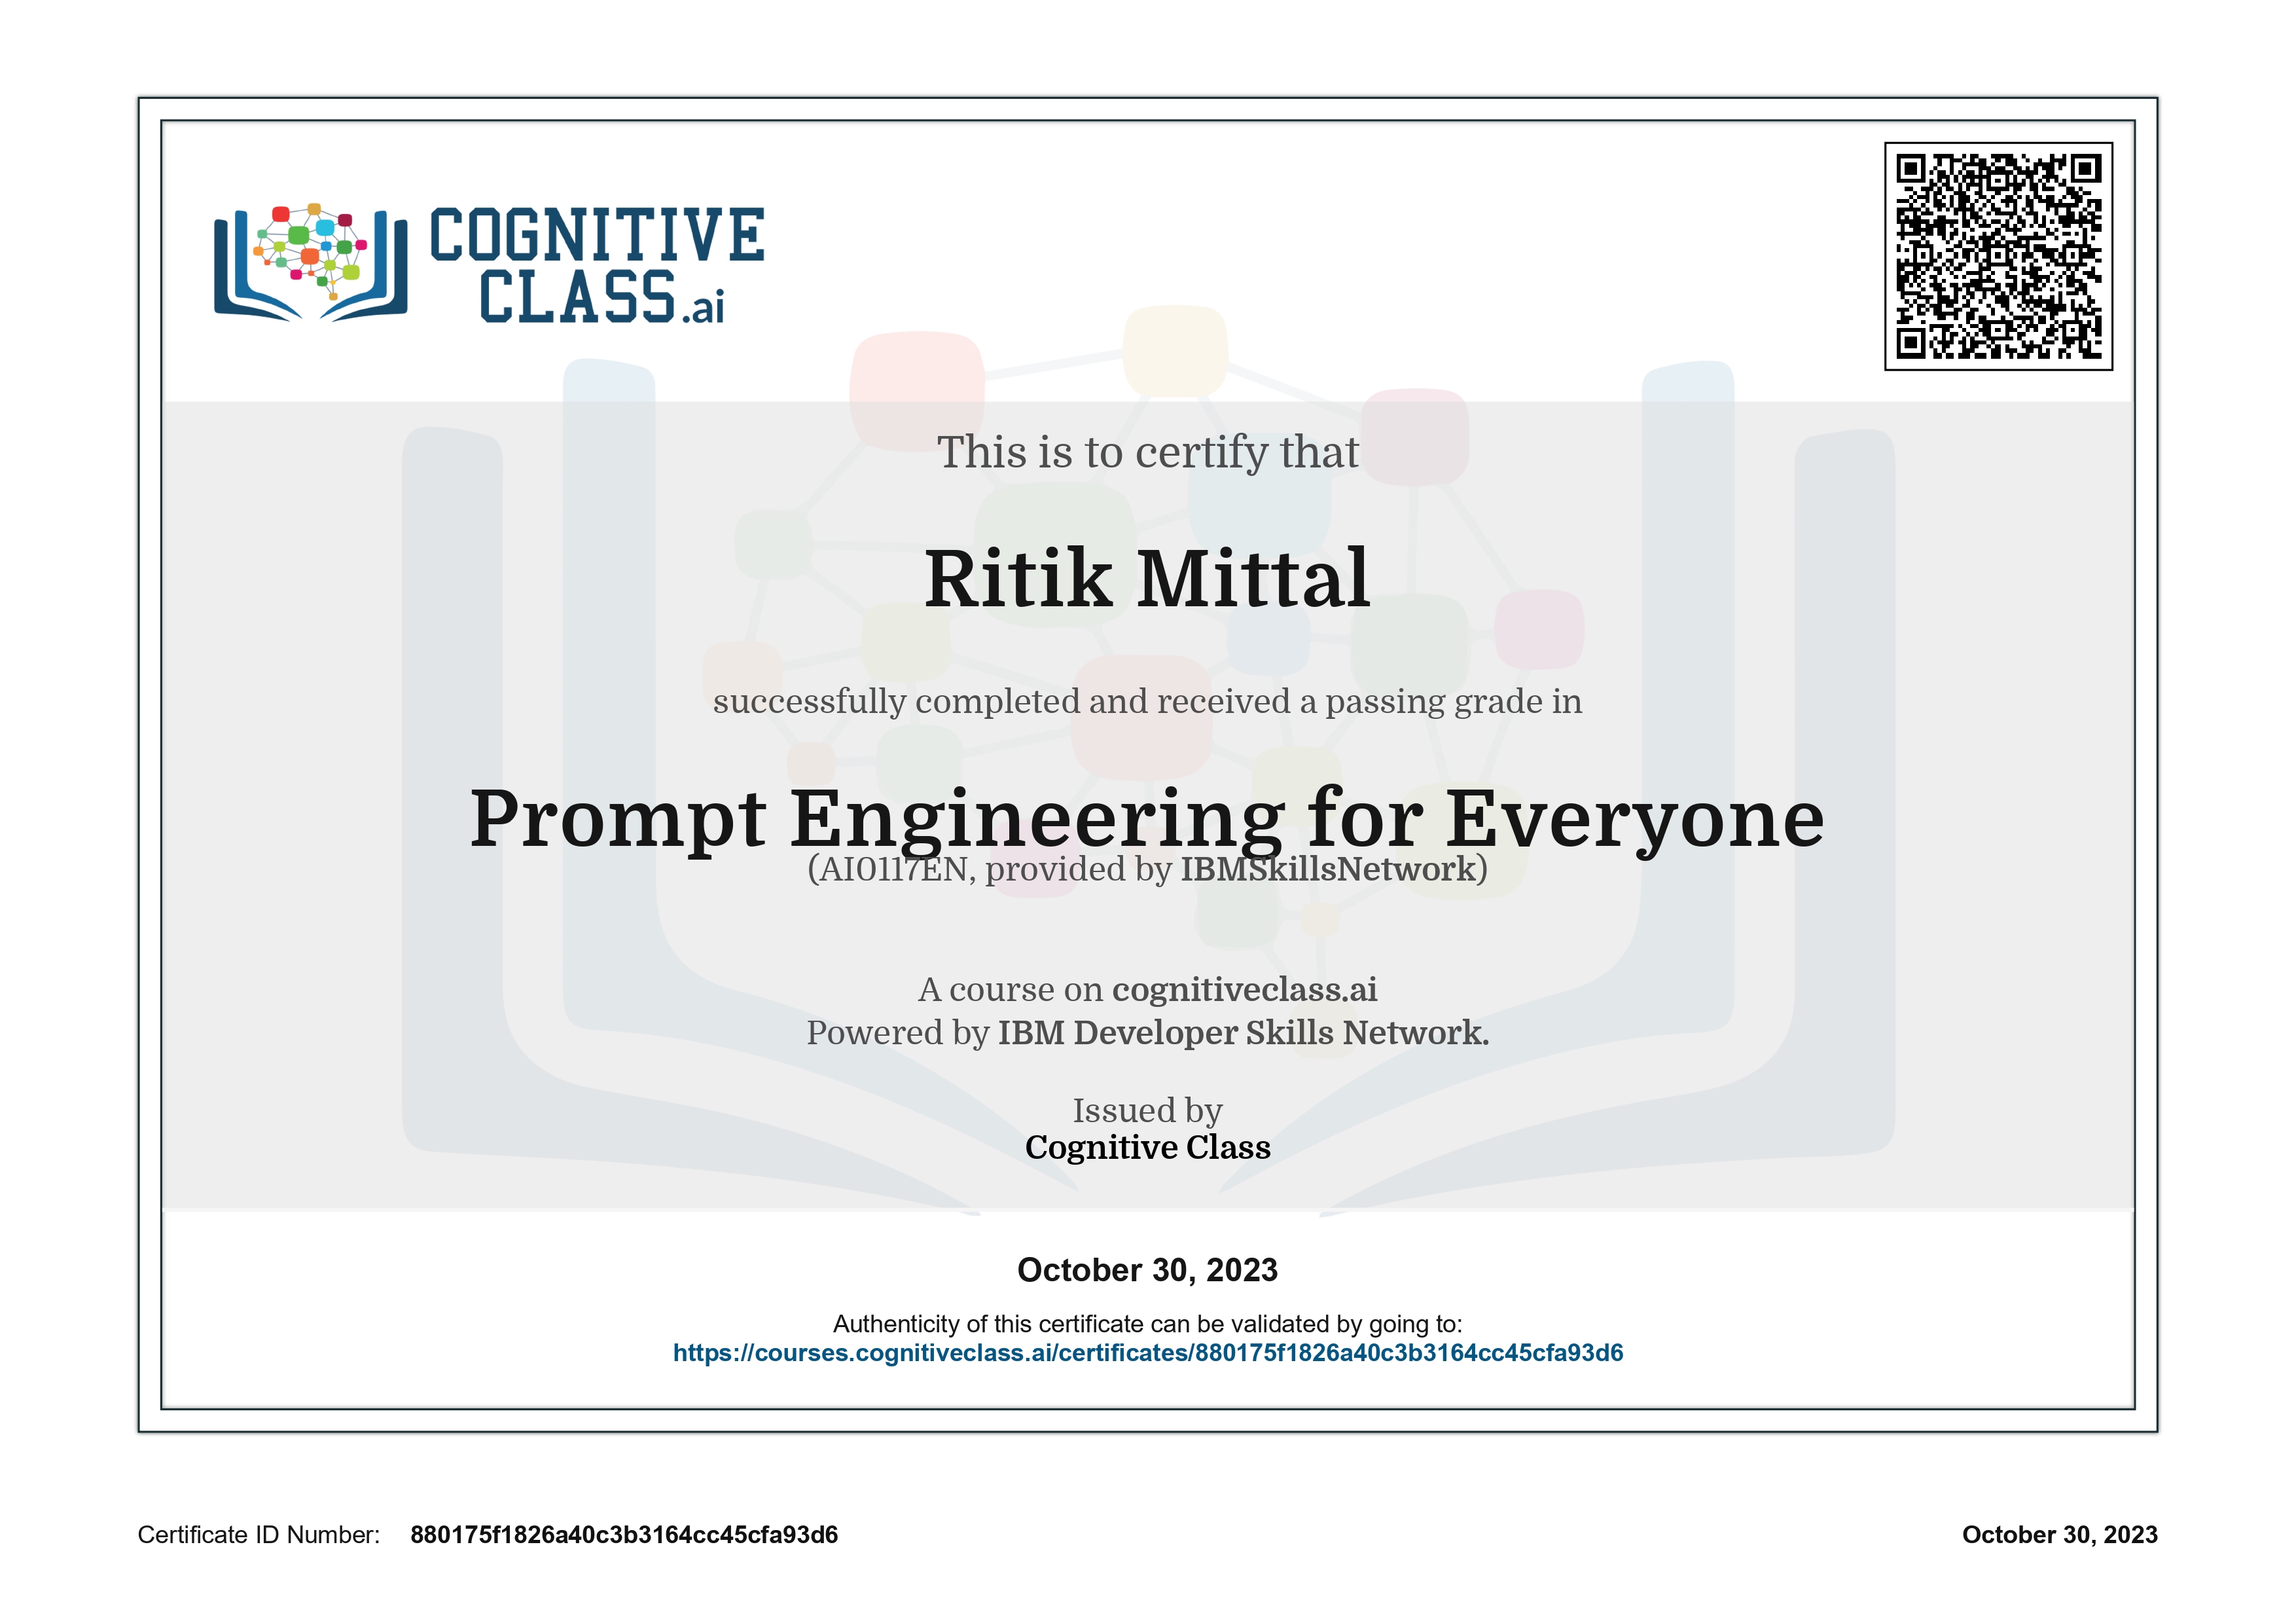 COGNITIVE
CLASS.ai
This is to certify that
Ritik Mittal
successfully completed and received a passing grade in
Prompt Engineering for Everyone
(AI0117EN, provided by IBMSkillsNetwork)
A course on cognitiveclass.ai
Powered by IBM Developer Skills Network.
Issued by
Cognitive Class
October 30, 2023
Authenticity of this certificate can be validated by going to:
https://courses.cognitiveclass.ai/certificates/880175f1826a40c3b3164cc45cfa93d6
Certificate ID Number: 880175f1826a40c3b3164cc45cfa93d6
October 30, 2023